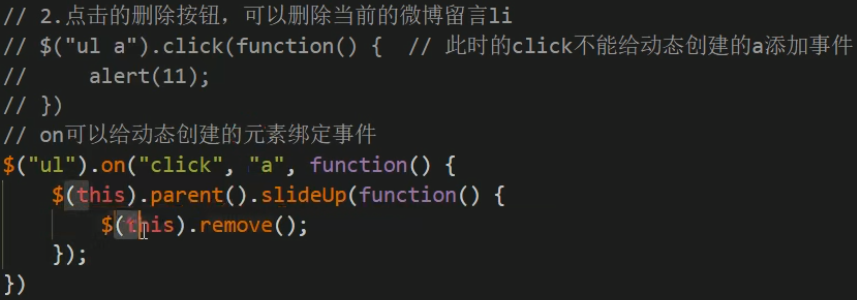 // 2.点击的删除按钮，可以删除当前的微博留言li
// $("ul a").click(function() {  // 此时的click不能给动态创建的a添加事件
//     alert(11);
// })
// on可以给动态创建的元素绑定事件
$("ul").on("click", "a", function() {
    $(this).parent().slideUp(function() {
        $(this).remove();
    });
})